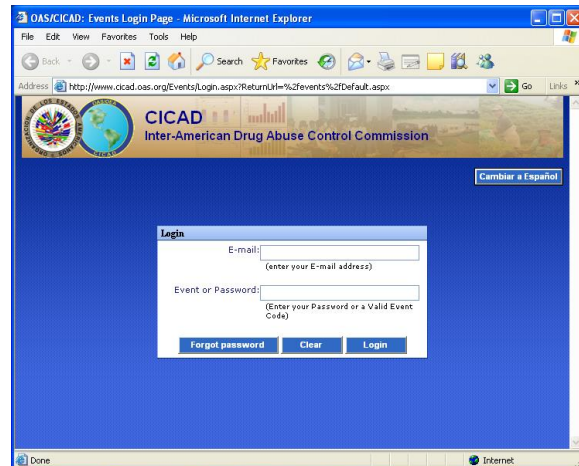 OAS/CICAD: Events Login Page - Microsoft Internet Explorer
File Edit View Favorites Tools Help
Back Search Favorites
Address http://www.cicad.oas.org/Events/Login.aspx?ReturnUrl=%2fevents%2fDefault.aspx Go Links »
CICAD
Inter-American Drug Abuse Control Commission
Cambiar a Español
Login
E-mail:
(enter your E-mail address)
Event or Password:
(Enter your Password or a Valid Event
Code)
Forgot password Clear Login
Done Internet